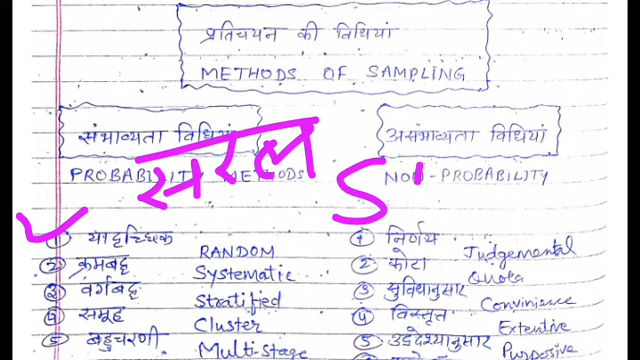 प्रतिचयन की विधियां
METHODS OF SAMPLING
संभाव्यता विधियां
असंभाव्यता विधियां
सरल
PROBABILITY METHODS
S'
NON-PROBABILITY
① यादृच्छिक RANDOM
② क्रमबद्ध Systematic
③ वर्गबद्ध Stratified
④ समूह Cluster
⑤ बहुचरणी Multistage
① निर्णय Judgemental
② कोटा Quota
③ सुविधानुसार Convinience
④ विस्तृत Extentive
⑤ उद्देश्यानुसार Purposive